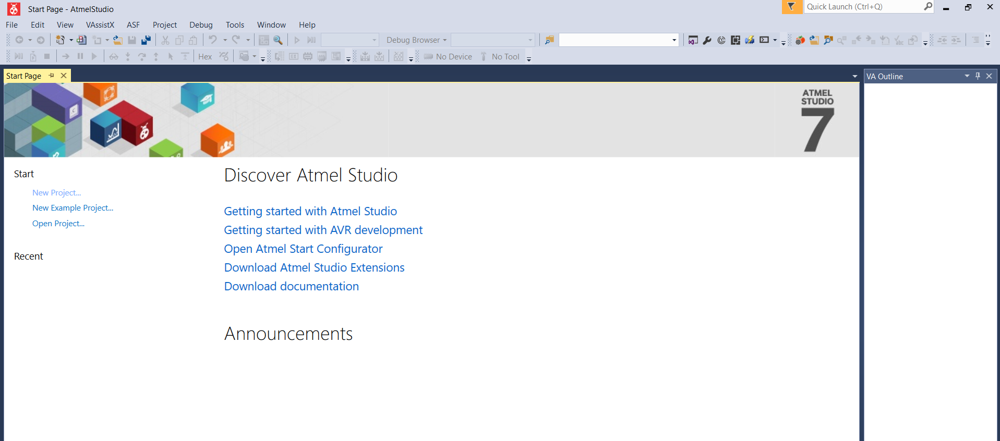 Start Page - AtmelStudio
Quick Launch (Ctrl+Q)
File Edit View VAssistX ASF Project Debug Tools Window Help
Debug Browser
Hex
No Device
No Tool
Start Page
VA Outline
ATMEL
STUDIO
7
Start
New Project...
New Example Project...
Open Project...
Recent
Discover Atmel Studio
Getting started with Atmel Studio
Getting started with AVR development
Open Atmel Start Configurator
Download Atmel Studio Extensions
Download documentation
Announcements